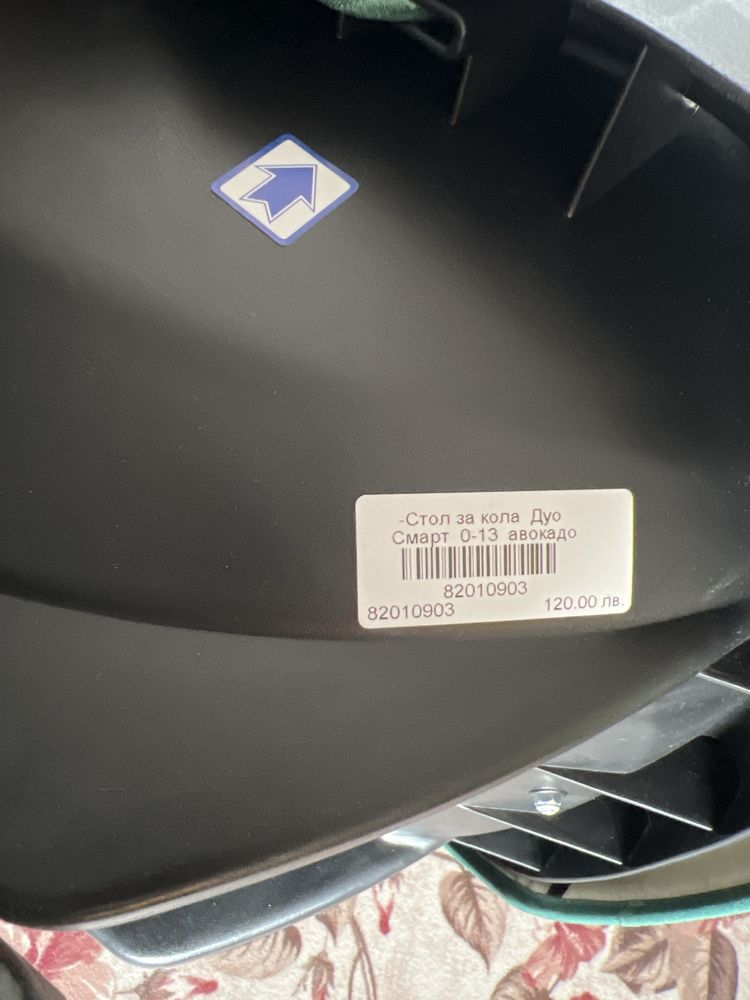 -Стол за кола Дуо
Смарт 0-13 авокадо
82010903
82010903 120.00 лв.